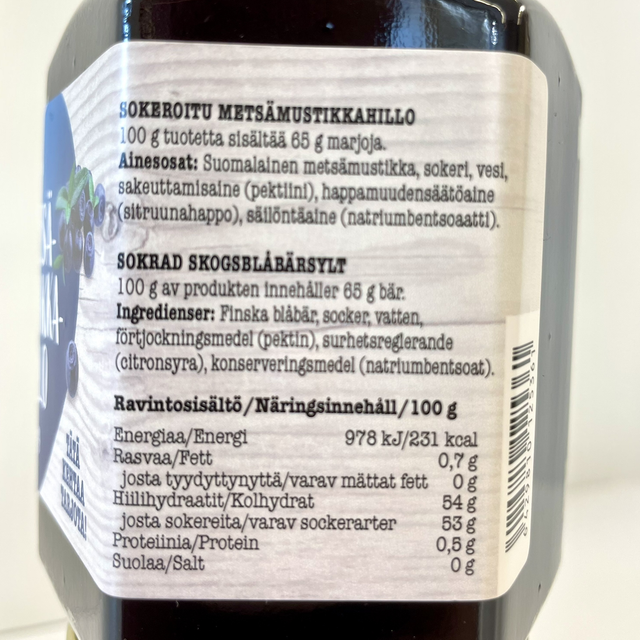 SOKEROITU METSÄMUSTIKKAHILLO
100 g tuotetta sisältää 65 g marjoja.
Ainesosat: Suomalainen metsämustikka, sokeri, vesi,
sakeuttamisaine (pektiini), happamuudensäätöaine
(sitruunahappo), säilöntäaine (natriumbentsoaatti).
SOKRAD SKOGSBLÅBÄRSYLT
100 g av produkten innehåller 65 g bär.
Ingredienser: Finska blåbär, socker, vatten,
förtjockningsmedel (pektin), surhetsreglerande
(citronsyra), konserveringsmedel (natriumbentsoat).
Ravintosisältö/Näringsinnehåll/100 g
Energiaa/Energi 978 kJ/231 kcal
Rasvaa/Fett 0,7 g
josta tyydyttynyttä/varav mättat fett 0 g
Hiilihydraatit/Kolhydrat 54 g
josta sokereita/varav sockerarter 53 g
Proteiinia/Protein 0,5 g
Suolaa/Salt 0 g
TÄTÄ
KEHTAA
TARJOTA!